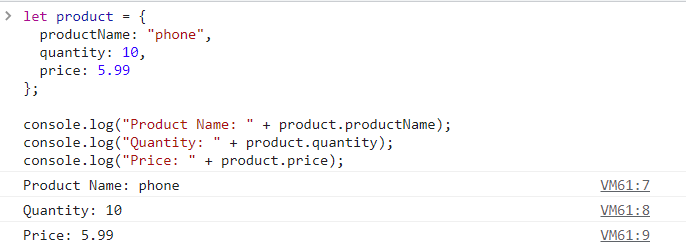 let product = {
  productName: "phone",
  quantity: 10,
  price: 5.99
};

console.log("Product Name: " + product.productName);
console.log("Quantity: " + product.quantity);
console.log("Price: " + product.price);
Product Name: phone VM61:7
Quantity: 10 VM61:8
Price: 5.99 VM61:9